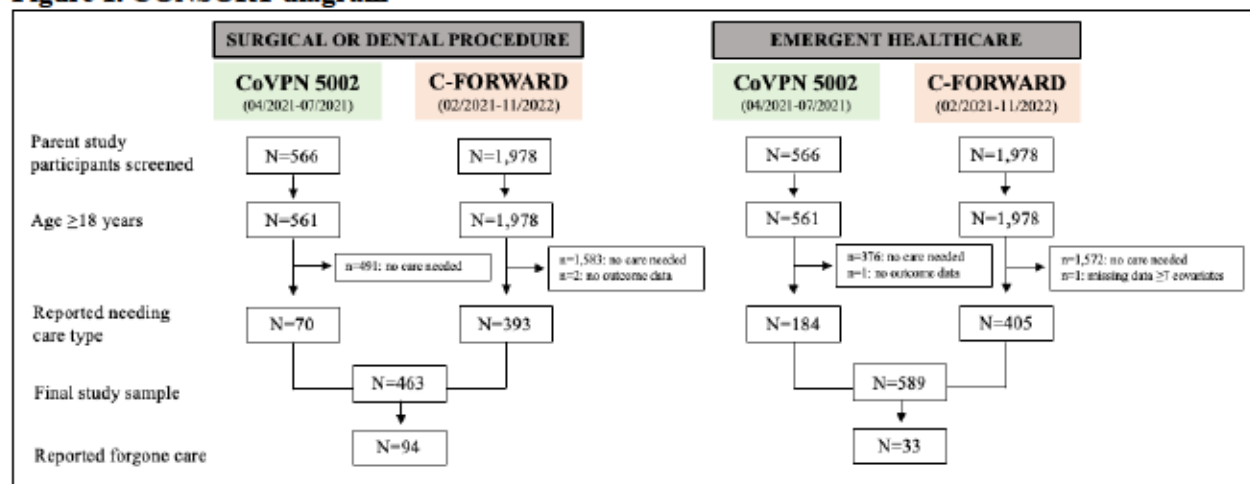 SURGICAL OR DENTAL PROCEDURE
EMERGENT HEALTHCARE
CoVPN 5002
(04/2021-07/2021)
C-FORWARD
(02/2021-11/2022)
CoVPN 5002
(04/2021-07/2021)
C-FORWARD
(02/2021-11/2022)
Parent study
participants screened
N=566
N=1,978
N=566
N=1,978
Age ≥18 years
N=561
N=1,978
N=561
N=1,978
n=491: no care needed
n=1,583: no care needed
n=2: no outcome data
n=376: no care needed
n=1: no outcome data
n=1,572: no care needed
n=1: missing data ≥7 covariates
Reported needing
care type
N=70
N=393
N=184
N=405
Final study sample
N=463
N=589
Reported forgone care
N=94
N=33